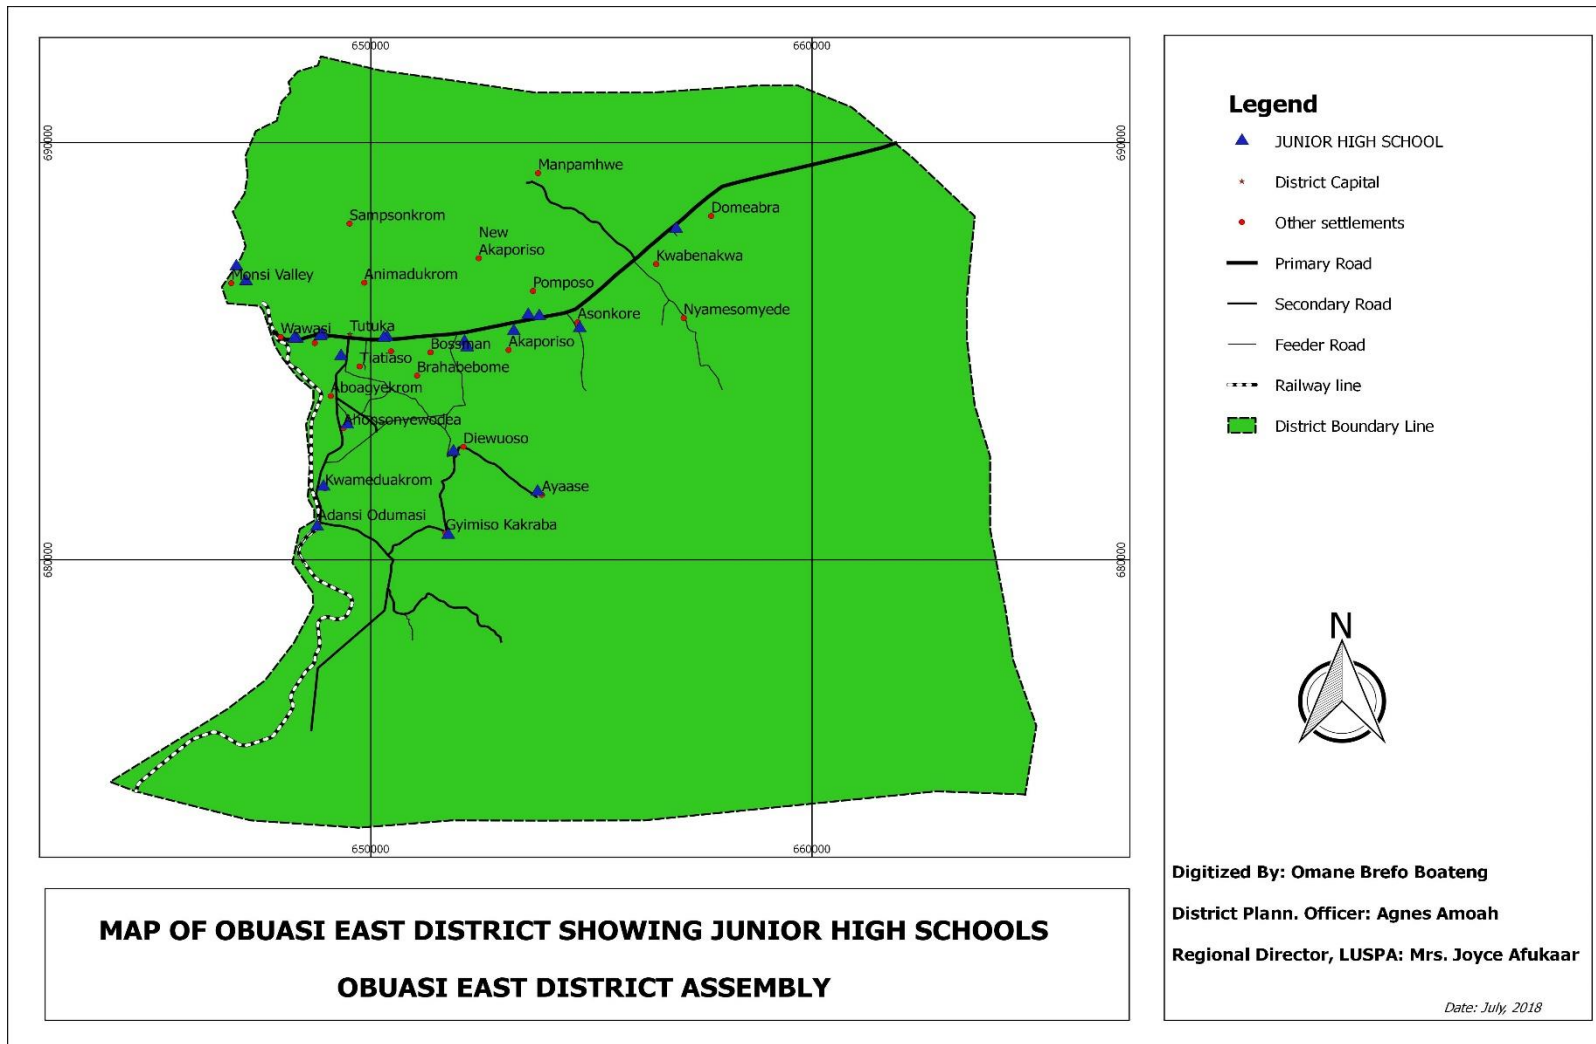 650000
660000
690000
690000
Manpamhwe
Sampsonkrom
Domeabra
New
Akaporiso
Kwabenakwa
Monsi Valley
Animadukrom
Pomposo
Nyamesomyede
Asonkore
Wawasi
Tutuka
Bossman
Akaporiso
Tiatiaso
Brahabebome
Aboagyekrom
Ahonsonyewodea
Diewuoso
Kwameduakrom
Ayaase
Adansi Odumasi
Gyimiso Kakraba
680000
680000
650000
660000
Legend
JUNIOR HIGH SCHOOL
District Capital
Other settlements
Primary Road
Secondary Road
Feeder Road
Railway line
District Boundary Line
N
MAP OF OBUASI EAST DISTRICT SHOWING JUNIOR HIGH SCHOOLS
OBUASI EAST DISTRICT ASSEMBLY
Digitized By: Omane Brefo Boateng
District Plann. Officer: Agnes Amoah
Regional Director, LUSPA: Mrs. Joyce Afukaar
Date: July, 2018